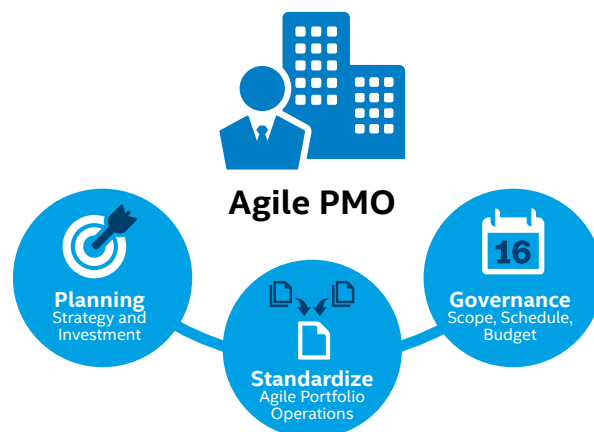 Agile PMO
Planning
Strategy and
Investment
Standardize
Agile Portfolio
Operations
16
Governance
Scope, Schedule,
Budget